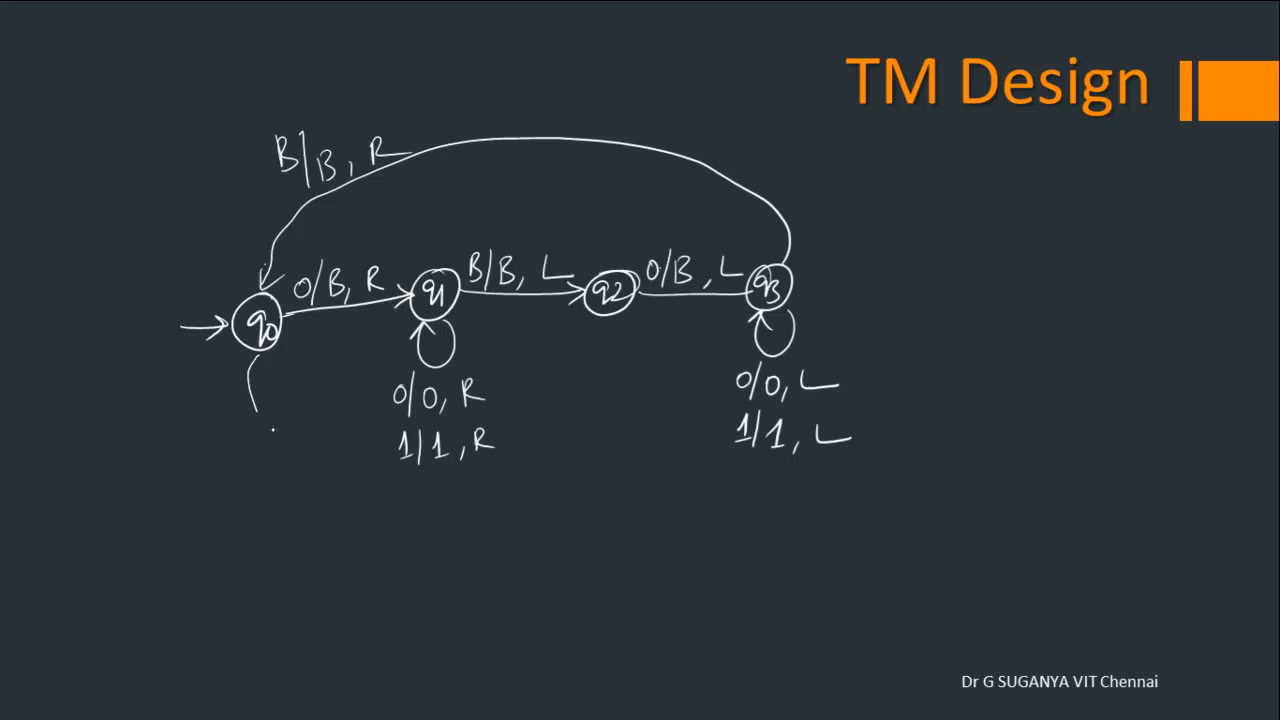 TM Design
B/B, R
0/B, R
B/B, L
0/B, L
q0
q1
q2
q3
0/0, R
1/1, R
0/0, L
1/1, L
Dr G SUGANYA VIT Chennai